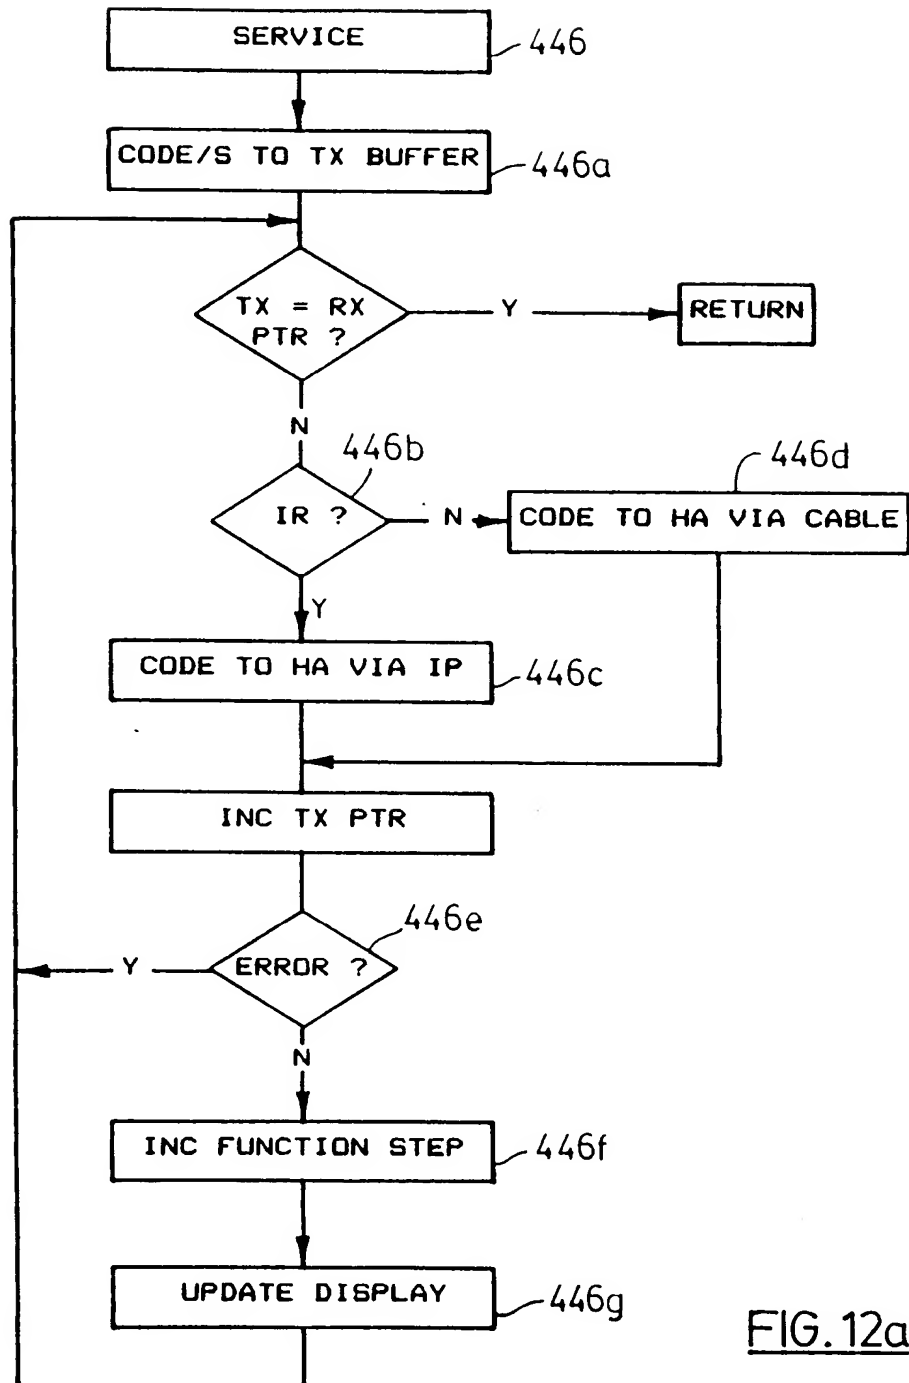 SERVICE
446
CODE/S TO TX BUFFER
446a
TX = RX
PTR ?
Y
RETURN
N
446b
IR ?
N
446d
CODE TO HA VIA CABLE
Y
CODE TO HA VIA IP
446c
INC TX PTR
446e
ERROR ?
Y
N
INC FUNCTION STEP
446f
UPDATE DISPLAY
446g
FIG. 12a